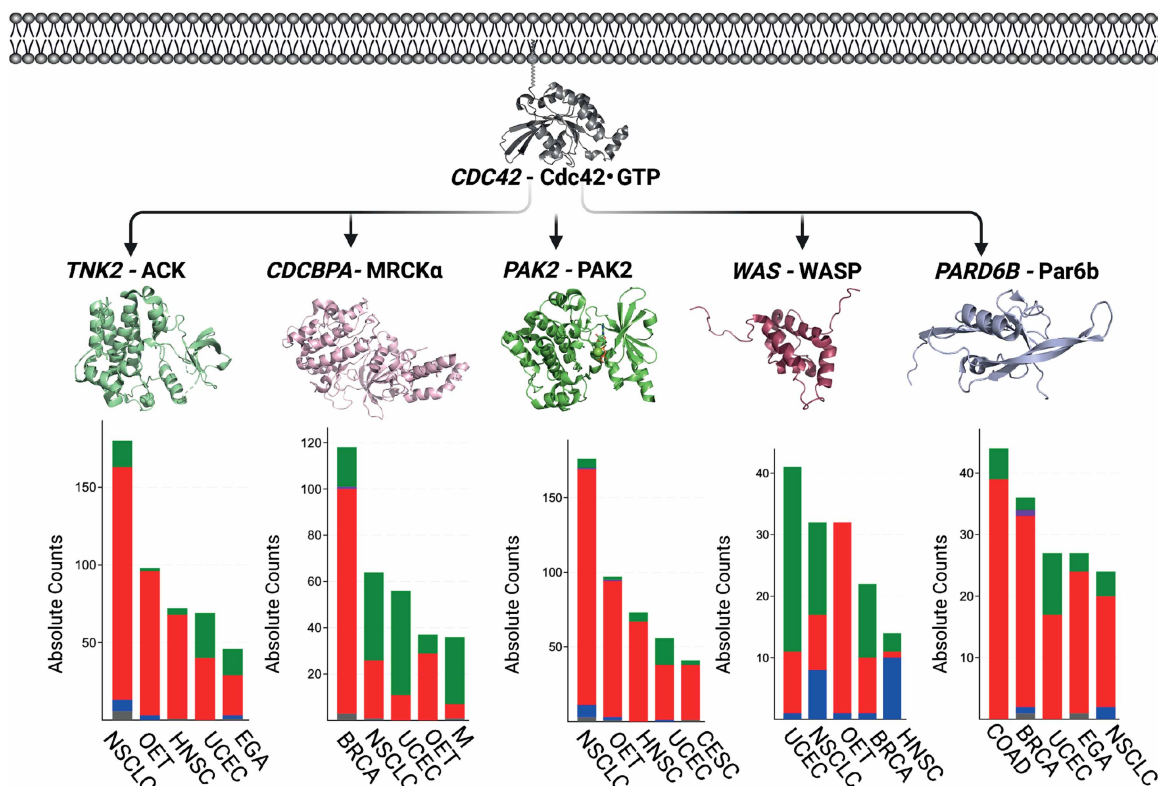 CDC42 - Cdc42•GTP
TNK2 - ACK
CDCBPA- MRCKα
PAK2 - PAK2
WAS - WASP
PARD6B - Par6b
Absolute Counts
150
100
50
NSCLC
OET
HNSC
UCEC
EGA
Absolute Counts
120
100
80
60
40
20
BRCA
NSCLC
UCEC
OET
M
Absolute Counts
150
100
50
NSCLC
OET
HNSC
UCEC
CESC
Absolute Counts
40
30
20
10
UCEC
NSCLC
OET
BRCA
HNSC
Absolute Counts
40
30
20
10
COAD
BRCA
UCEC
EGA
NSCLC